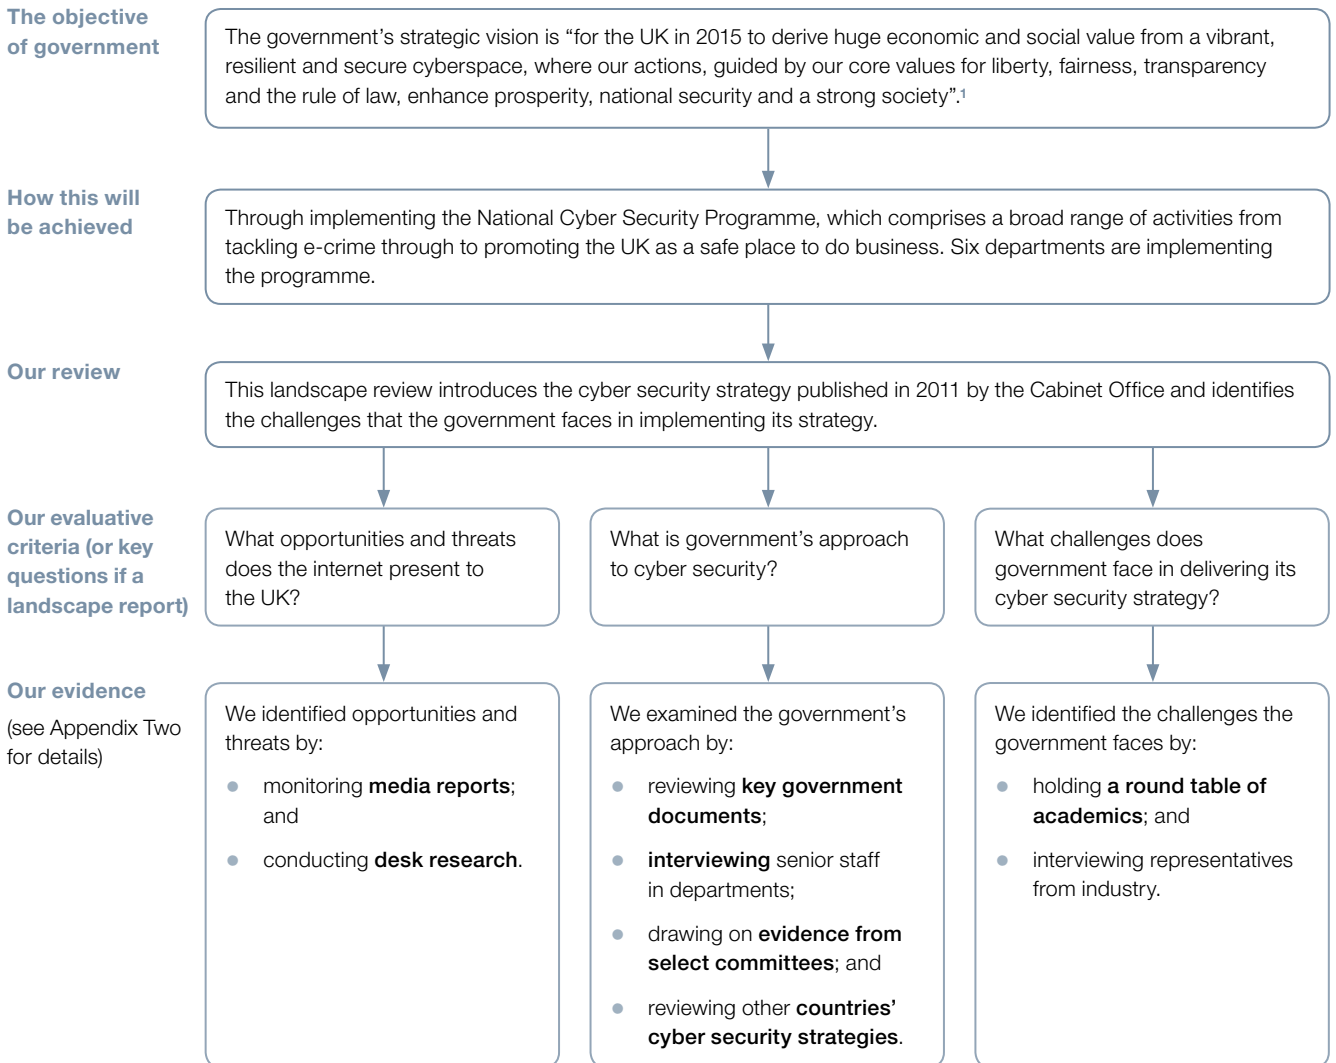 The objective
of government
The government’s strategic vision is “for the UK in 2015 to derive huge economic and social value from a vibrant,
resilient and secure cyberspace, where our actions, guided by our core values for liberty, fairness, transparency
and the rule of law, enhance prosperity, national security and a strong society”.1
How this will
be achieved
Through implementing the National Cyber Security Programme, which comprises a broad range of activities from
tackling e-crime through to promoting the UK as a safe place to do business. Six departments are implementing
the programme.
Our review
This landscape review introduces the cyber security strategy published in 2011 by the Cabinet Office and identifies
the challenges that the government faces in implementing its strategy.
Our evaluative
criteria (or key
questions if a
landscape report)
What opportunities and threats
does the internet present to
the UK?
What is government’s approach
to cyber security?
What challenges does
government face in delivering its
cyber security strategy?
Our evidence
(see Appendix Two
for details)
We identified opportunities and
threats by:
• monitoring media reports;
and
• conducting desk research.
We examined the government’s
approach by:
• reviewing key government
documents;
• interviewing senior staff
in departments;
• drawing on evidence from
select committees; and
• reviewing other countries’
cyber security strategies.
We identified the challenges the
government faces by:
• holding a round table of
academics; and
• interviewing representatives
from industry.